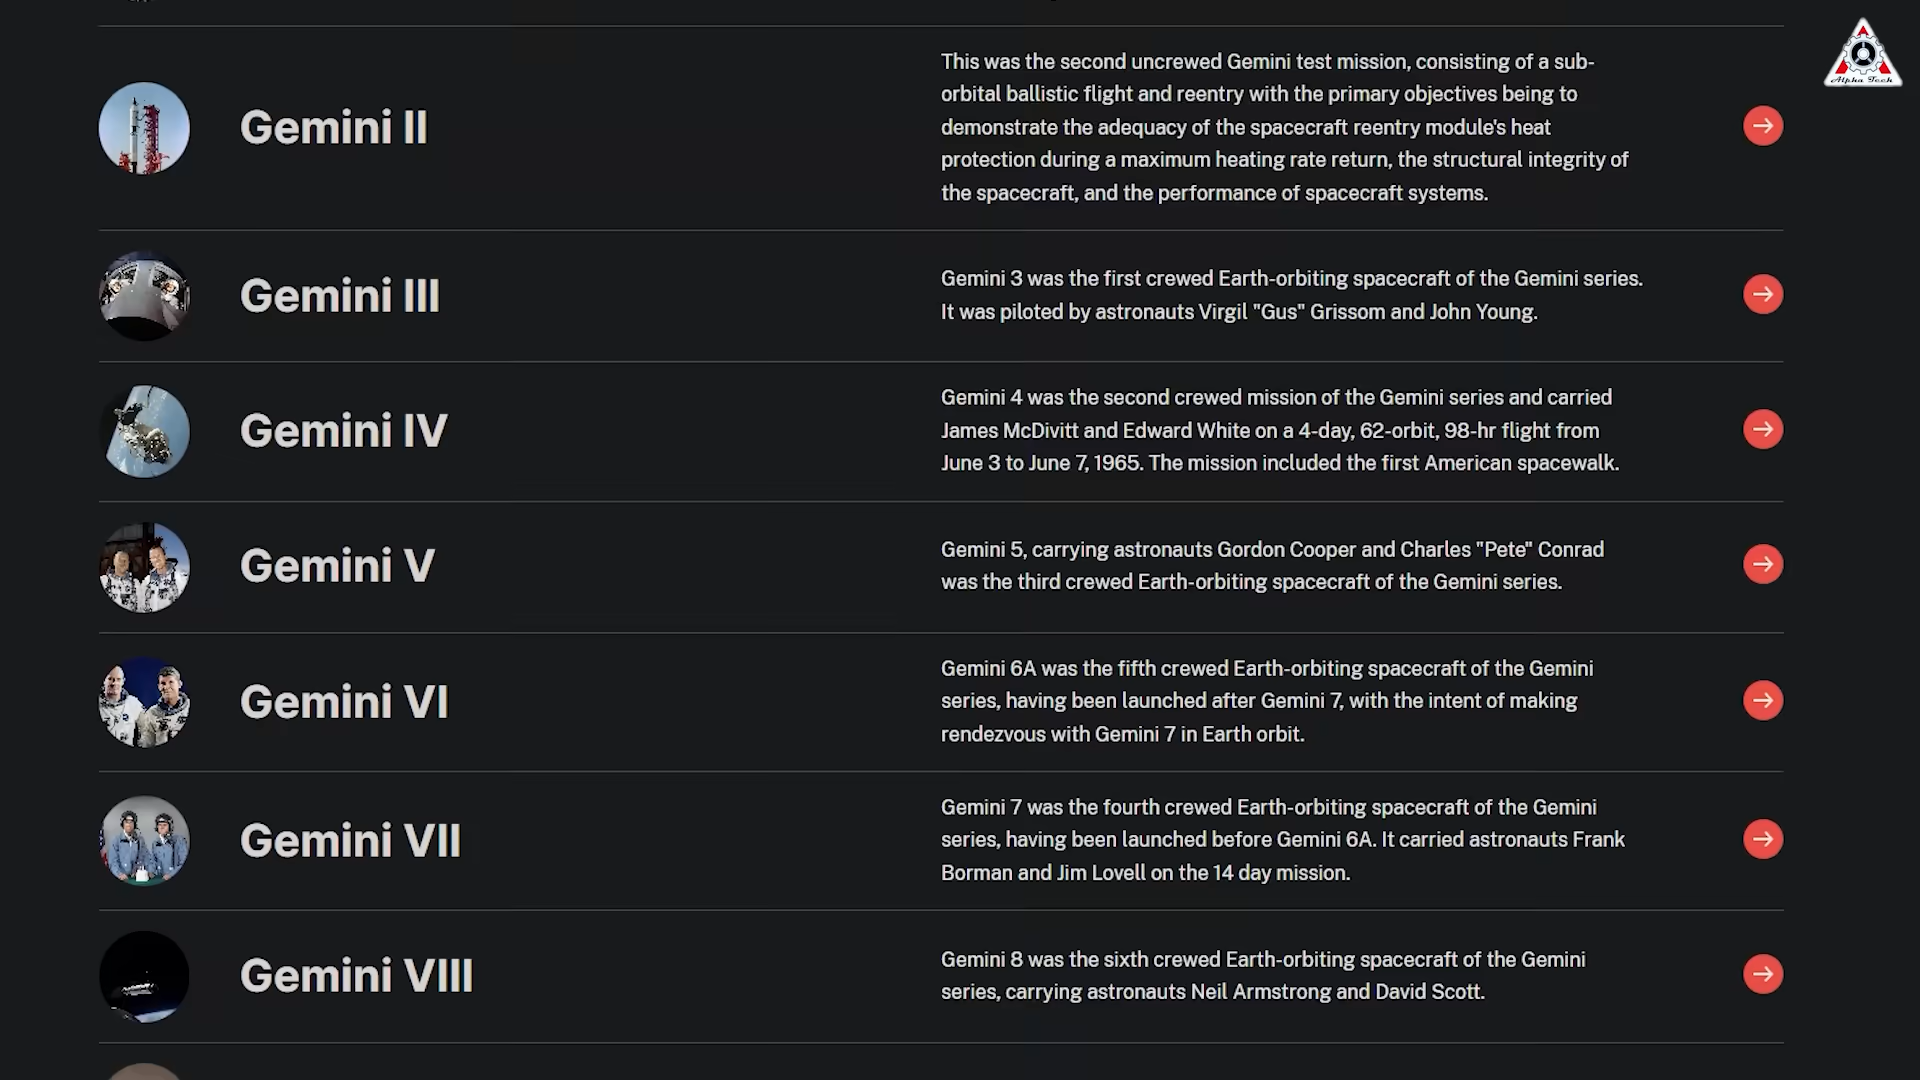 Alpha Tech
Gemini II
This was the second uncrewed Gemini test mission, consisting of a sub-
orbital ballistic flight and reentry with the primary objectives being to
demonstrate the adequacy of the spacecraft reentry module's heat
protection during a maximum heating rate return, the structural integrity of
the spacecraft, and the performance of spacecraft systems.
Gemini III
Gemini 3 was the first crewed Earth-orbiting spacecraft of the Gemini series.
It was piloted by astronauts Virgil "Gus" Grissom and John Young.
Gemini IV
Gemini 4 was the second crewed mission of the Gemini series and carried
James McDivitt and Edward White on a 4-day, 62-orbit, 98-hr flight from
June 3 to June 7, 1965. The mission included the first American spacewalk.
Gemini V
Gemini 5, carrying astronauts Gordon Cooper and Charles "Pete" Conrad
was the third crewed Earth-orbiting spacecraft of the Gemini series.
Gemini VI
Gemini 6A was the fifth crewed Earth-orbiting spacecraft of the Gemini
series, having been launched after Gemini 7, with the intent of making
rendezvous with Gemini 7 in Earth orbit.
Gemini VII
Gemini 7 was the fourth crewed Earth-orbiting spacecraft of the Gemini
series, having been launched before Gemini 6A. It carried astronauts Frank
Borman and Jim Lovell on the 14 day mission.
Gemini VIII
Gemini 8 was the sixth crewed Earth-orbiting spacecraft of the Gemini
series, carrying astronauts Neil Armstrong and David Scott.